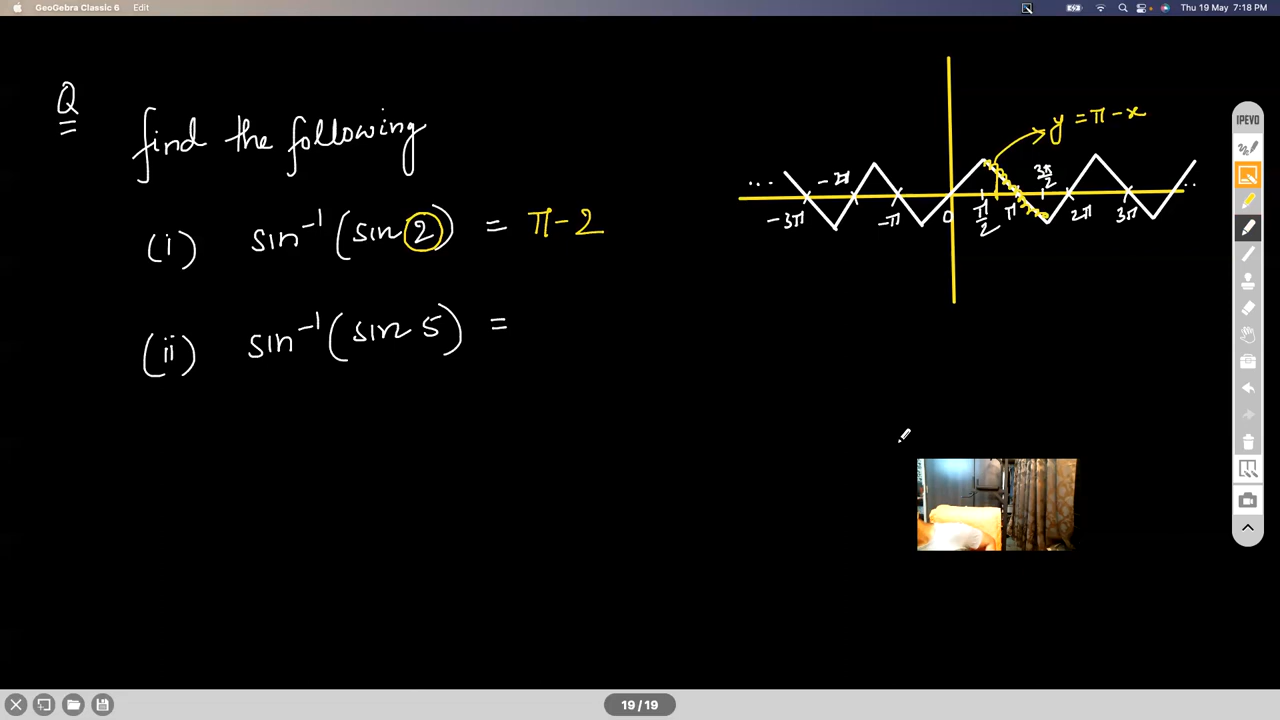 GeoGebra Classic 6 Edit Thu 19 May 7:18 PM
Q
find the following
(i) sin⁻¹(sin 2) = π - 2
(ii) sin⁻¹(sin 5) =
y = π - x
... -3π -2π -π 0 π/2 π 3π/2 2π 3π ..
IPEVO
19 / 19